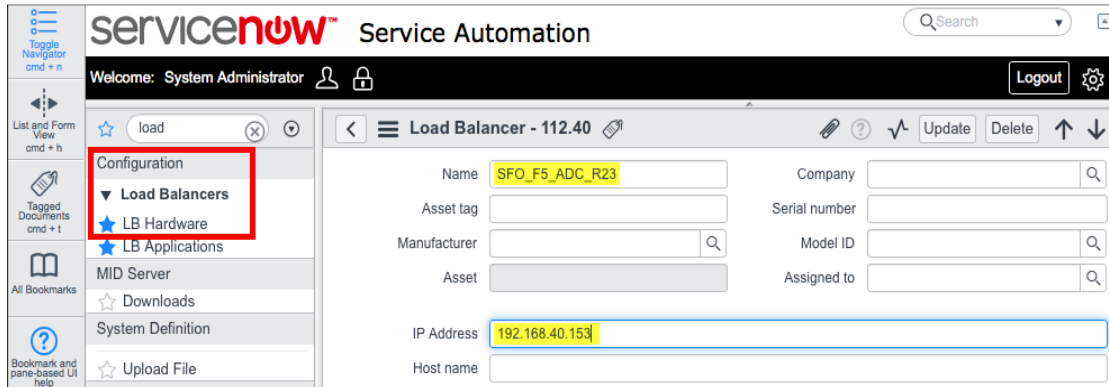 servicenow™ Service Automation
Search
Toggle
Navigator
cmd + n
Welcome: System Administrator
Logout
List and Form
View
cmd + h
load
Load Balancer - 112.40
Update
Delete
Configuration
Load Balancers
LB Hardware
LB Applications
MID Server
Downloads
System Definition
Upload File
Tagged
Documents
cmd + t
All Bookmarks
Bookmark and
pane-based UI
help
Name SFO_F5_ADC_R23
Company
Asset tag
Serial number
Manufacturer
Model ID
Asset
Assigned to
IP Address 192.168.40.153
Host name